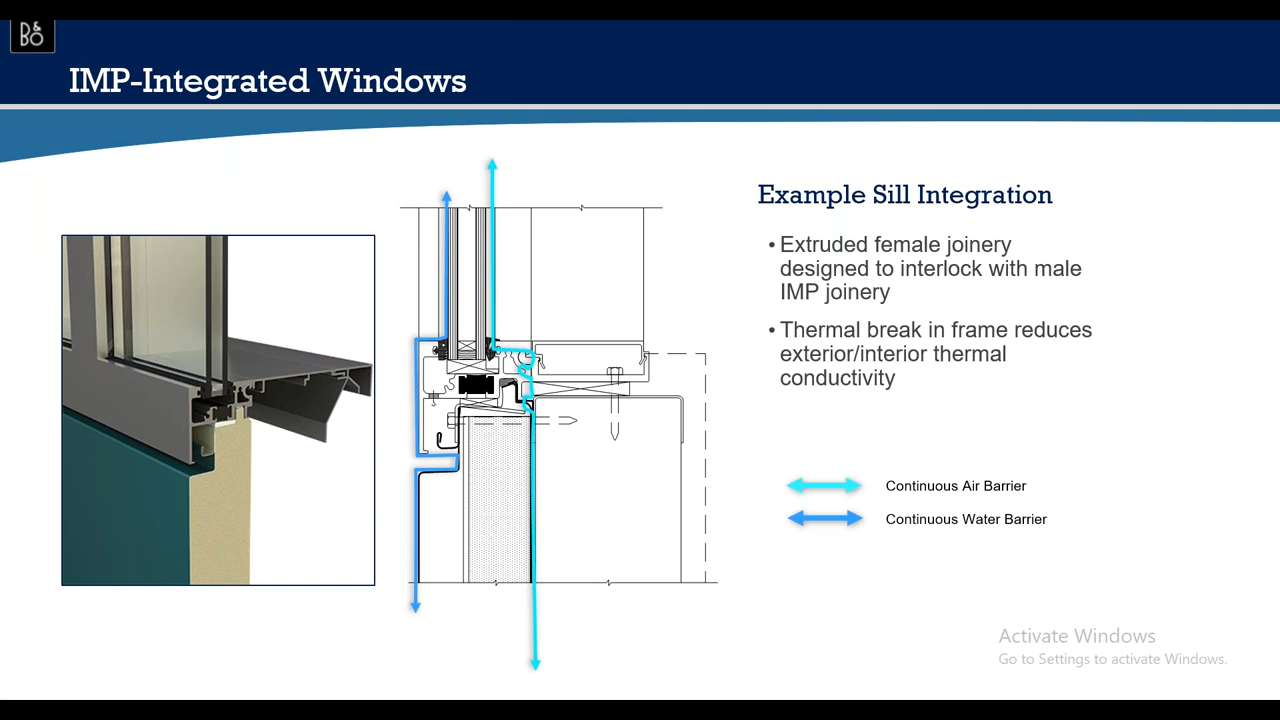 B&
BO
IMP-Integrated Windows
Example Sill Integration
• Extruded female joinery
designed to interlock with male
IMP joinery
• Thermal break in frame reduces
exterior/interior thermal
conductivity
Continuous Air Barrier
Continuous Water Barrier
Activate Windows
Go to Settings to activate Windows.